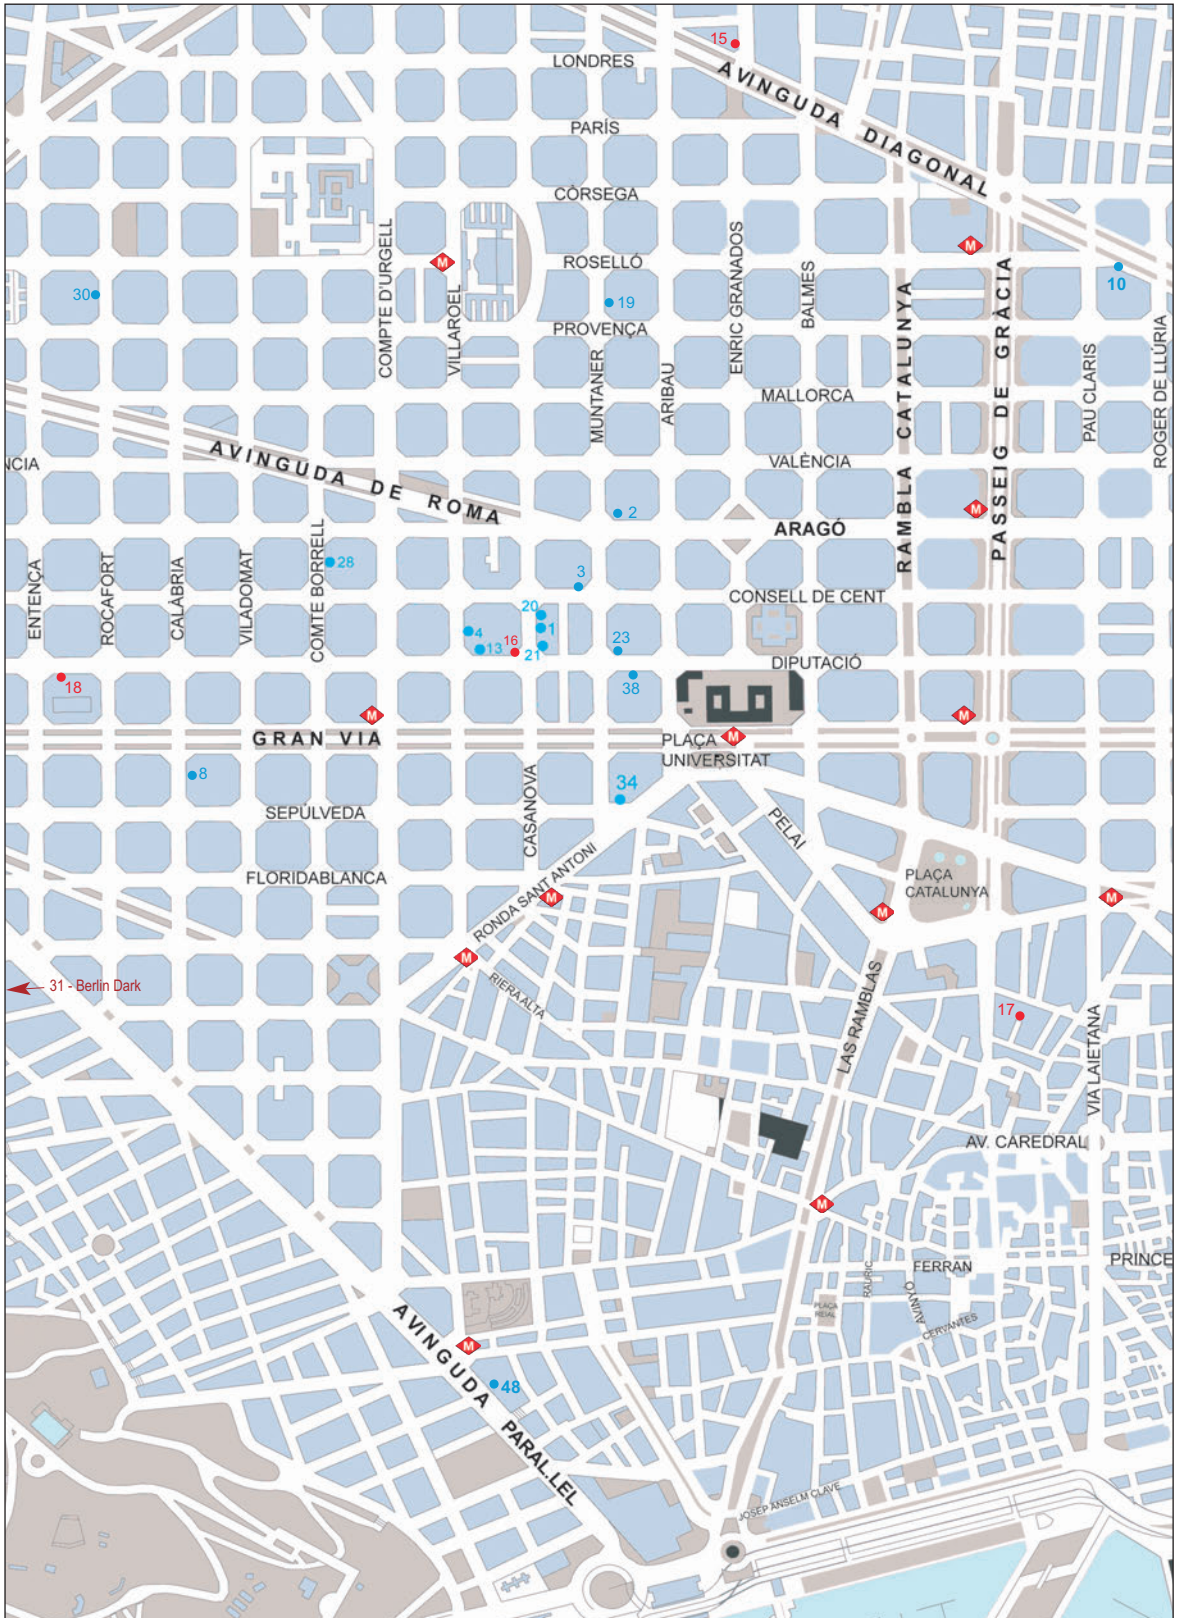 15
LONDRES
AVINGUDA DIAGONAL
PARÍS
CÒRSEGA
COMPTE D'URGELL
M
VILLAROEL
ROSELLÓ
ENRIC GRANADOS
BALMES
M
10
30
19
PROVENÇA
RAMBLA CATALUNYA
PASSEIG DE GRÀCIA
MUNTANER
ARIBAU
MALLORCA
PAU CLARIS
ROGER DE LLÚRIA
NCIA
AVINGUDA DE ROMA
VALÈNCIA
2
M
ARAGÓ
ENTENÇA
ROCAFORT
CALÀBRIA
VILADOMAT
COMTE BORRELL
28
3
CONSELL DE CENT
20
1
4
13
16
21
23
DIPUTACIÓ
18
38
M
M
GRAN VIA
PLAÇA
UNIVERSITAT
M
8
34
SEPÚLVEDA
CASANOVA
PELAI
FLORIDABLANCA
PLAÇA
CATALUNYA
RONDA SANT ANTONI
M
M
M
M
RIERA ALTA
31 - Berlin Dark
LAS RAMBLAS
17
VIA LAIETANA
AV. CAREDRAL
M
FERRAN
PRINCE
RAURIC
AVINYÓ
CERVANTES
PLAÇA
REIAL
AVINGUDA PARAL.LEL
M
48
JOSEP ANSELM CLAVE